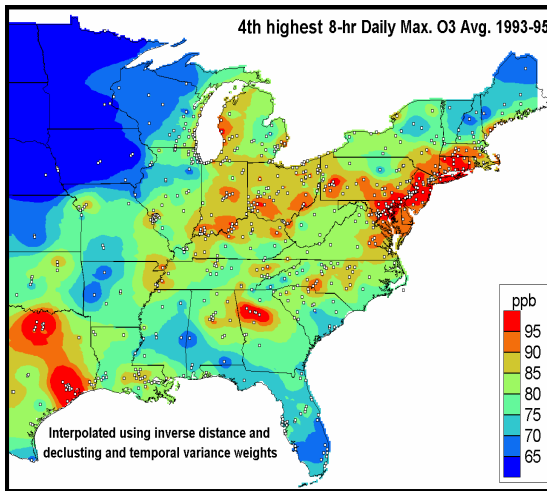 4th highest 8-hr Daily Max. O3 Avg. 1993-95
ppb
95
90
85
80
75
70
65
Interpolated using inverse distance and
declusting and temporal variance weights